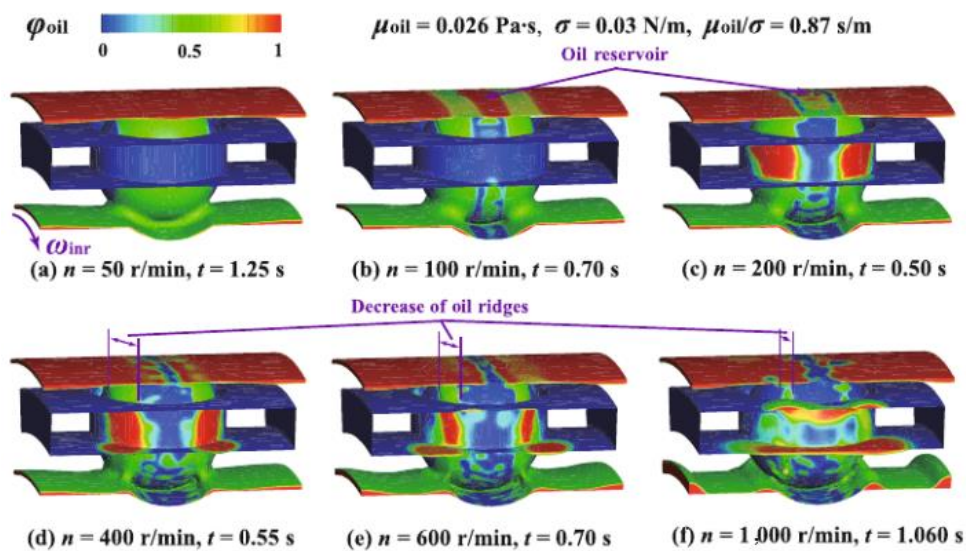 φoil 0 0.5 1 μoil = 0.026 Pa·s, σ = 0.03 N/m, μoil/σ = 0.87 s/m
Oil reservoir
ωinr
(a) n = 50 r/min, t = 1.25 s (b) n = 100 r/min, t = 0.70 s (c) n = 200 r/min, t = 0.50 s
Decrease of oil ridges
(d) n = 400 r/min, t = 0.55 s (e) n = 600 r/min, t = 0.70 s (f) n = 1,000 r/min, t = 1.060 s